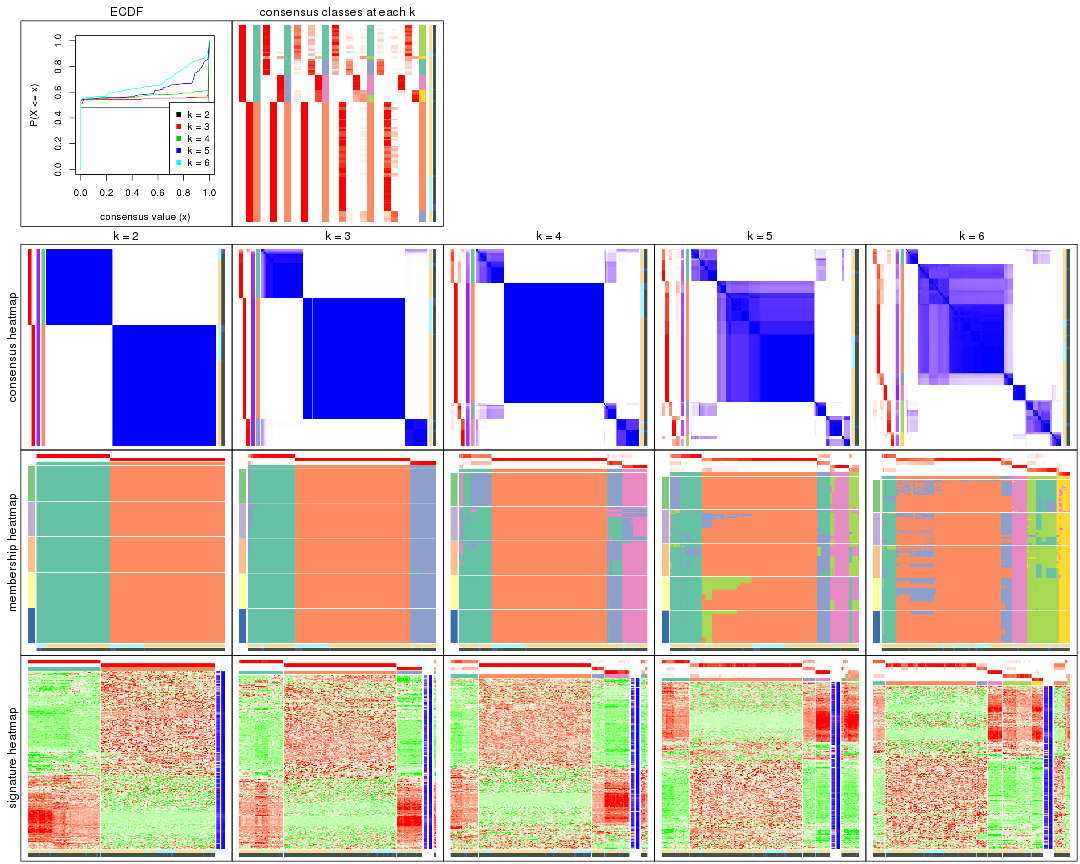 ECDF
consensus classes at each k
P(X <= x)
0.0 0.2 0.4 0.6 0.8 1.0
k = 2
k = 3
k = 4
k = 5
k = 6
0.0 0.2 0.4 0.6 0.8 1.0
consensus value (x)
k = 2 k = 3 k = 4 k = 5 k = 6
consensus heatmap
membership heatmap
signature heatmap